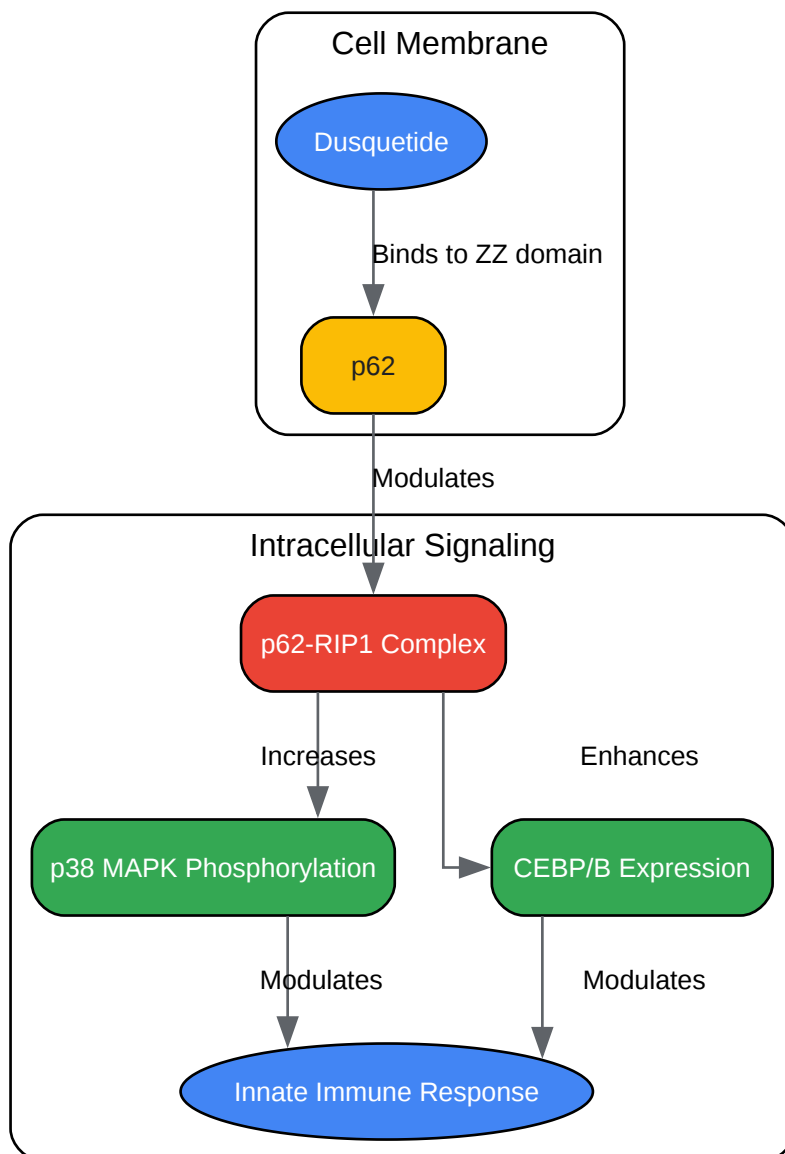 Cell Membrane
Dusquetide
Binds to ZZ domain
p62
Modulates
Intracellular Signaling
p62-RIP1 Complex
Increases
Enhances
p38 MAPK Phosphorylation
CEBP/B Expression
Modulates
Modulates
Innate Immune Response